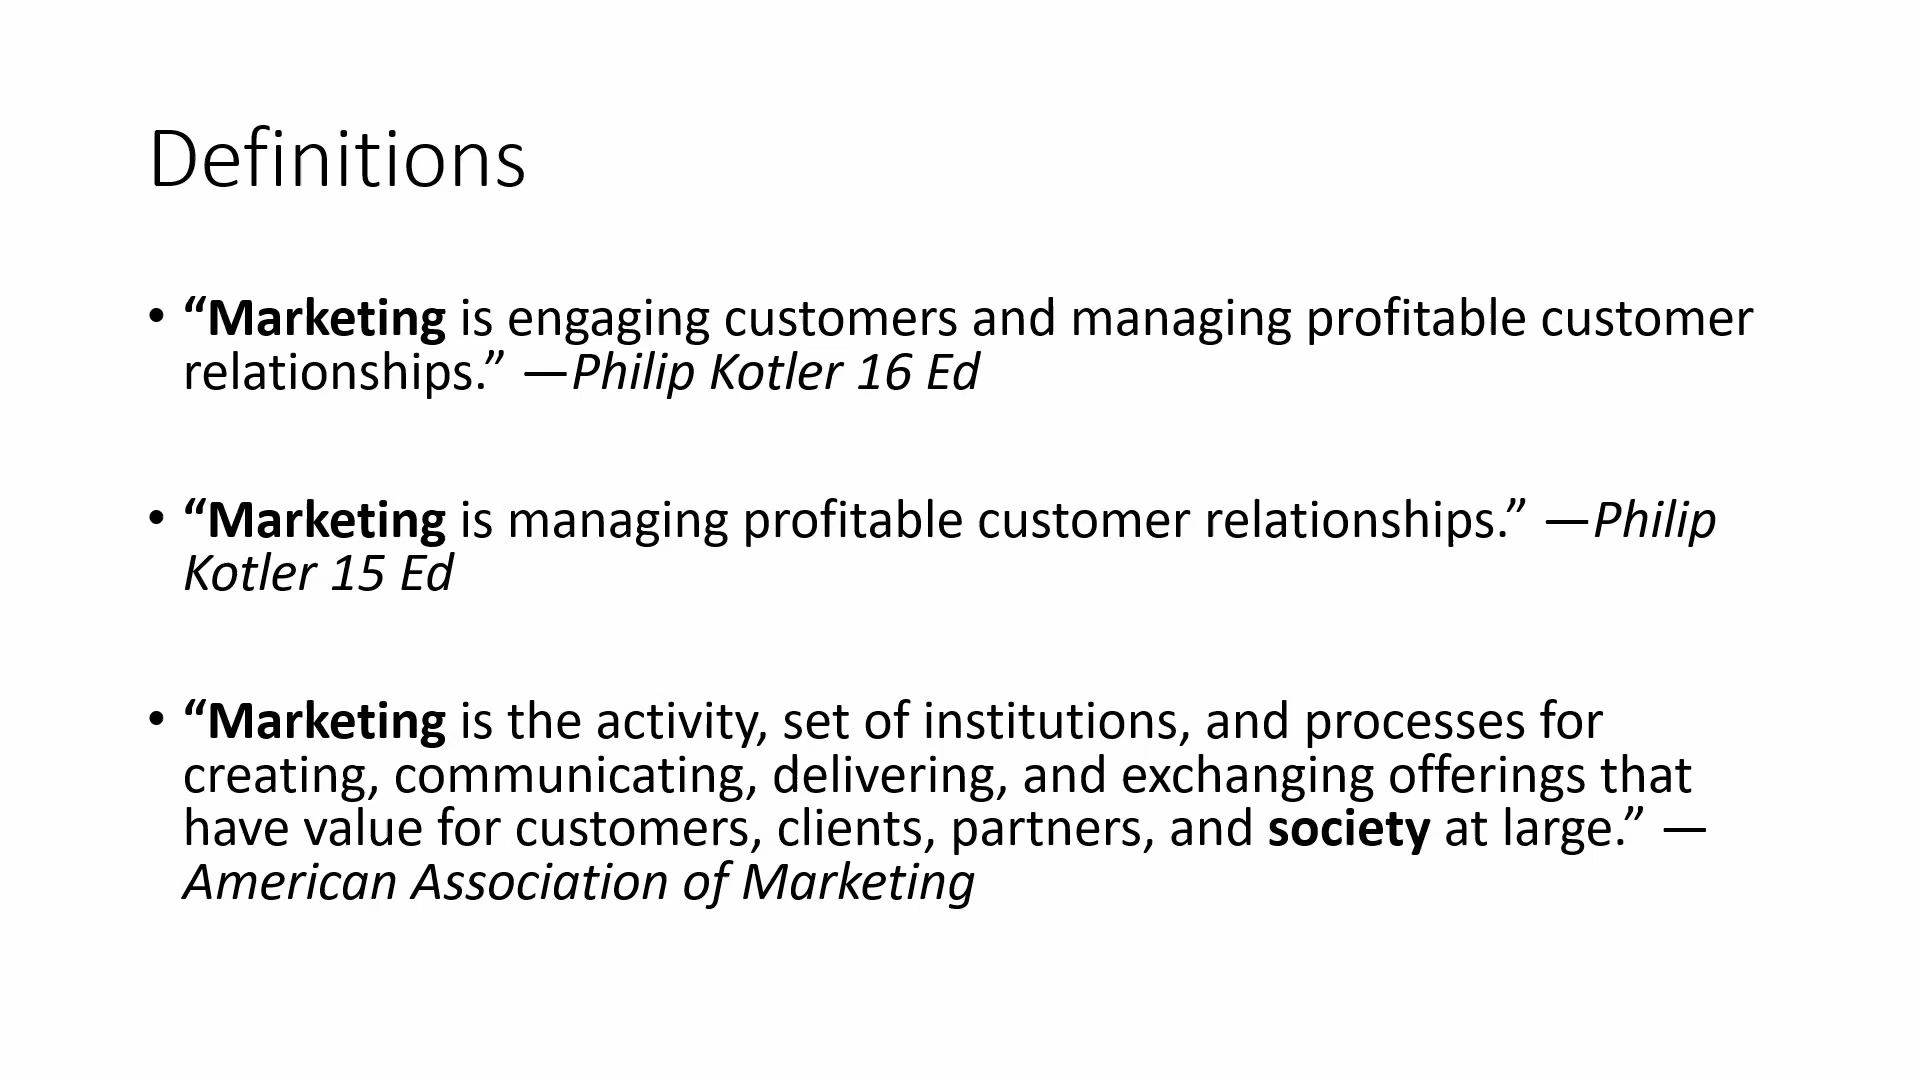 Definitions
• “Marketing is engaging customers and managing profitable customer
relationships.” —Philip Kotler 16 Ed
• “Marketing is managing profitable customer relationships.” —Philip
Kotler 15 Ed
• “Marketing is the activity, set of institutions, and processes for
creating, communicating, delivering, and exchanging offerings that
have value for customers, clients, partners, and society at large.” —
American Association of Marketing